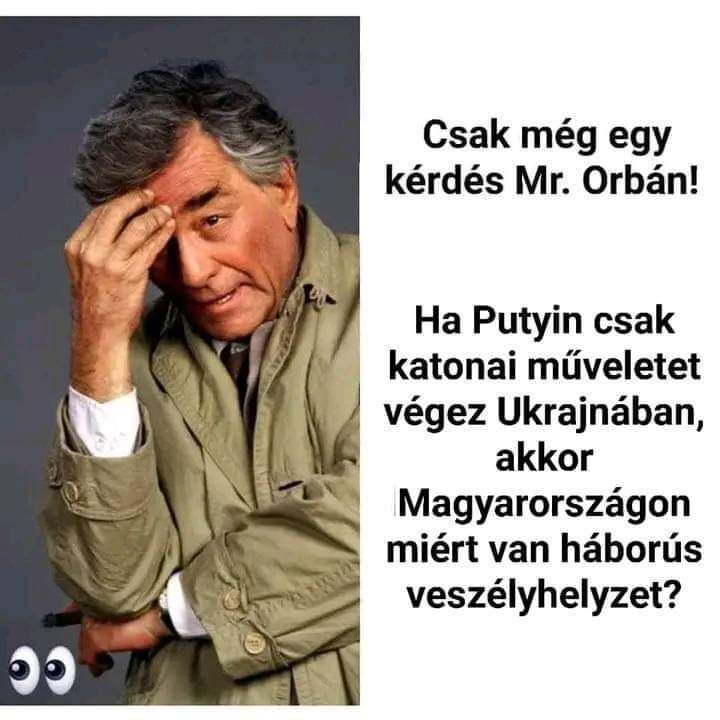 Csak még egy
kérdés Mr. Orbán!
Ha Putyin csak
katonai műveletet
végez Ukrajnában,
akkor
Magyarországon
miért van háborús
veszélyhelyzet?